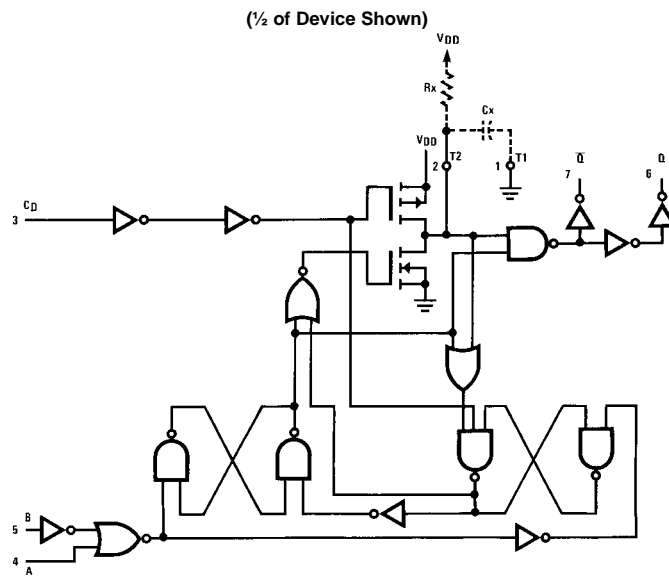 (½ of Device Shown)
VDD
Rx
Cx
VDD
2 T2
1 T1
Q̅
7
Q
6
3 CD
B
5
4
A